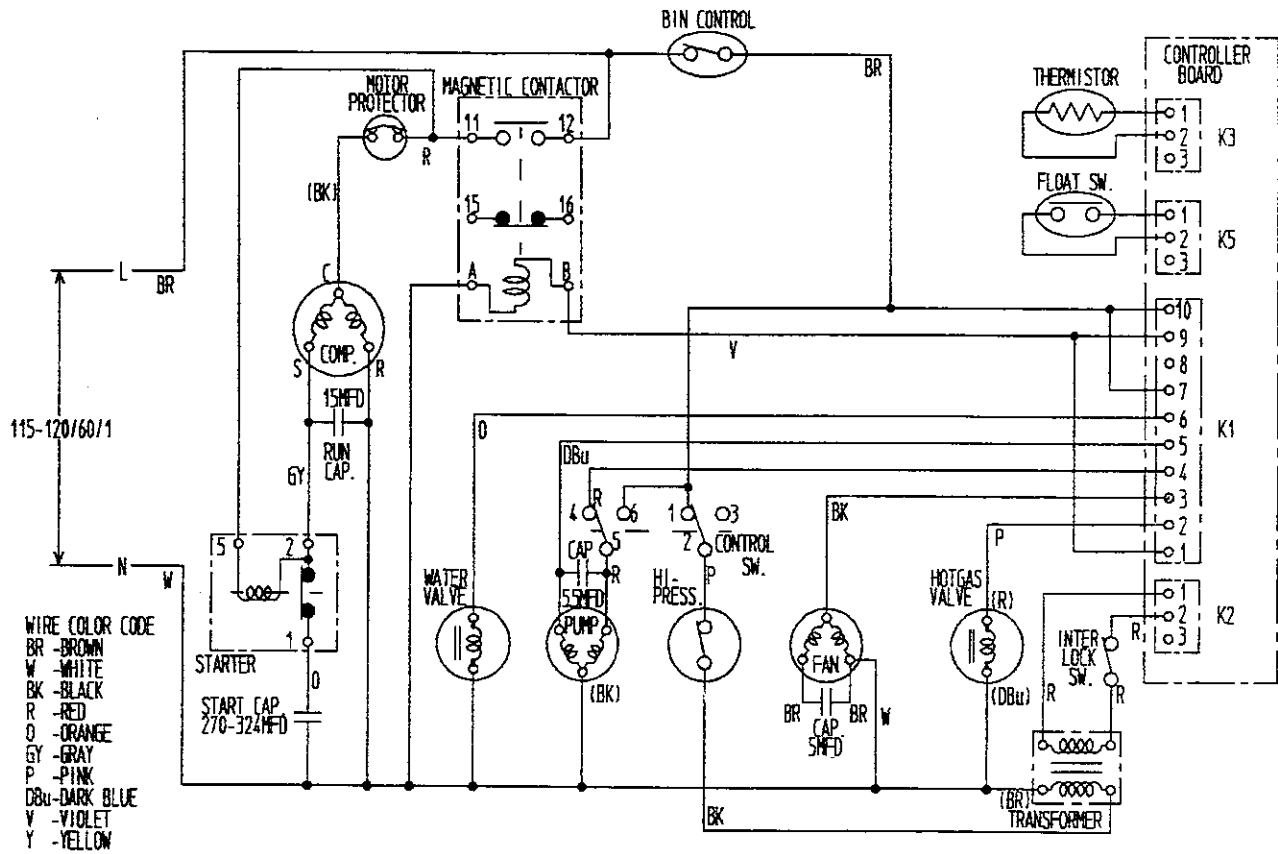 BIN CONTROL
BR
CONTROLLER
BOARD
THERMISTOR
1
2
3
K3
FLOAT SW.
1
2
3
K5
MOTOR
PROTECTOR
MAGNETIC CONTACTOR
11
12
R
(BK)
15
16
A
B
L
BR
C
COMP.
S
R
V
10
9
8
7
6
5
4
3
2
1
K1
115-120/60/1
15MFD
RUN
CAP.
GY
O
DBu
R
4
6
1
3
5
2
CONTROL
SW.
CAP
R
55MFD
PUMP
(BK)
P
HI-
PRESS.
BK
P
N
W
5
2
1
STARTER
O
START CAP.
270-324MFD
WATER
VALVE
FAN
BR
BR
CAP.
5MFD
W
HOTGAS
VALVE
(R)
(DBu)
1
2
3
K2
R
INTER
LOCK
SW.
R
R
(BR)
TRANSFORMER
BK
WIRE COLOR CODE
BR -BROWN
W -WHITE
BK -BLACK
R -RED
O -ORANGE
GY -GRAY
P -PINK
DBu-DARK BLUE
V -VIOLET
Y -YELLOW